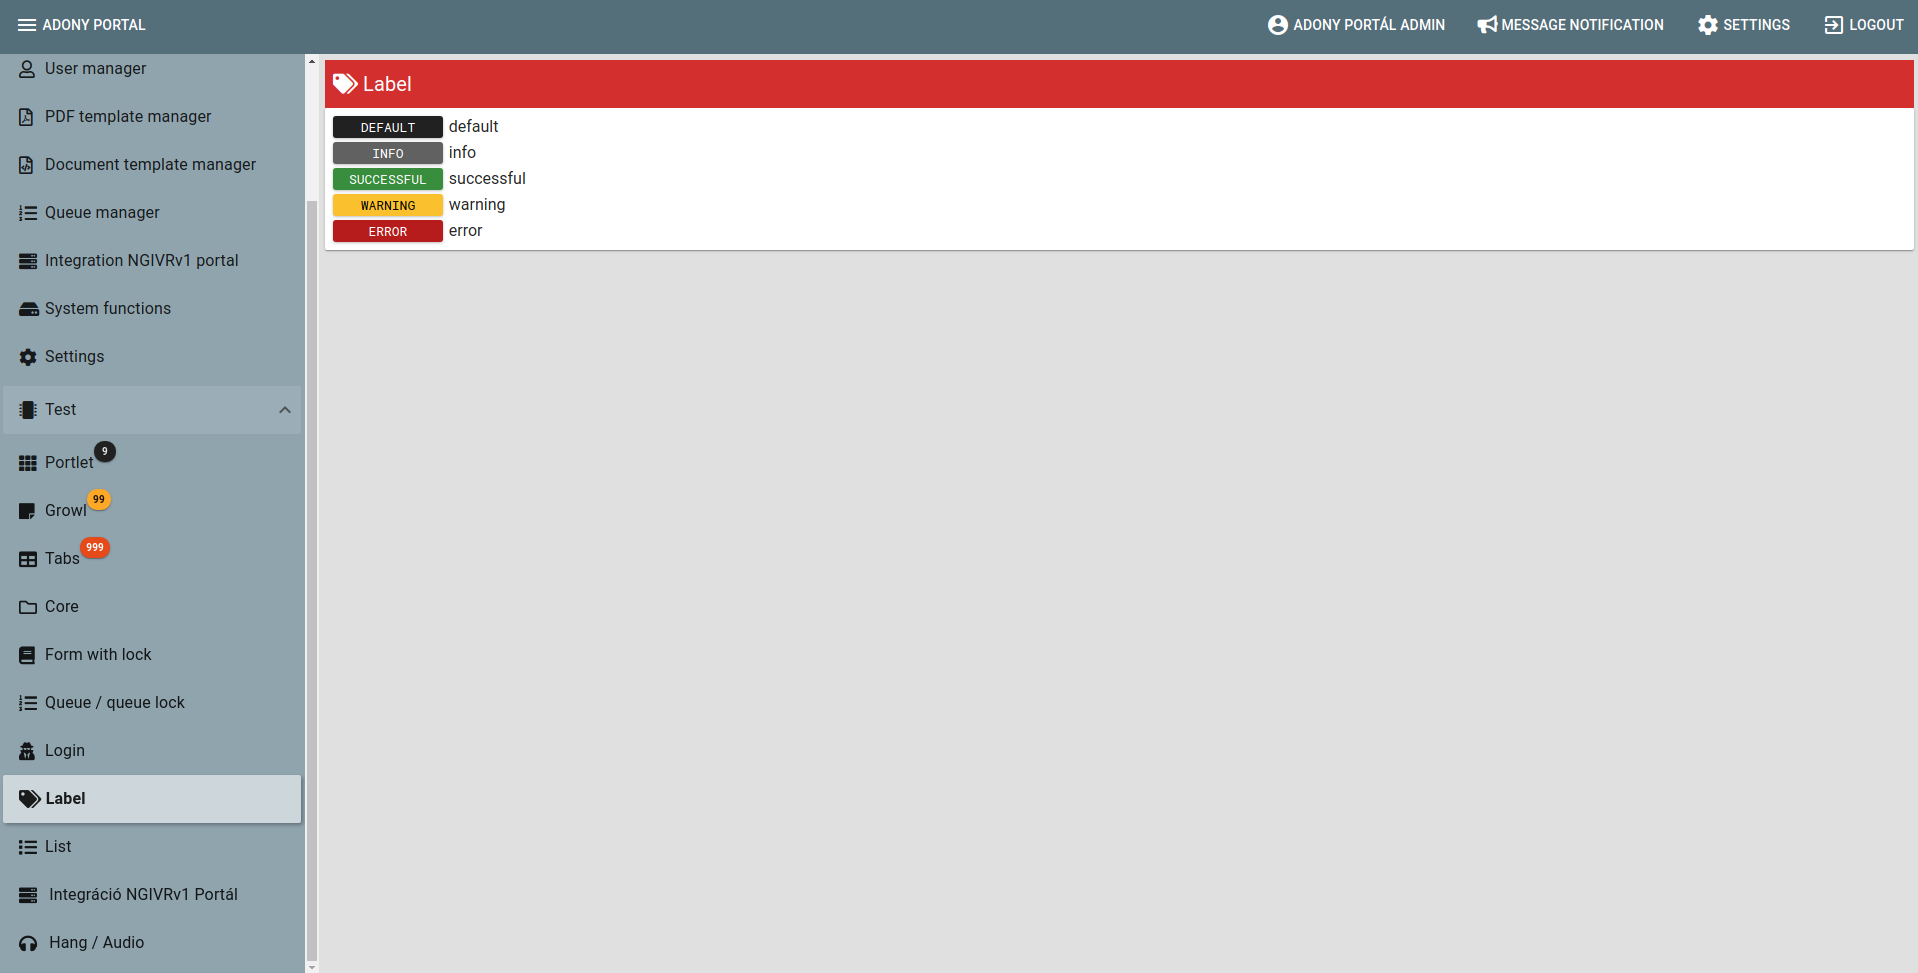 ADONY PORTAL
ADONY PORTÁL ADMIN
MESSAGE NOTIFICATION
SETTINGS
LOGOUT
User manager
PDF template manager
Document template manager
Queue manager
Integration NGIVRv1 portal
System functions
Settings
Test
Portlet 9
Growl 99
Tabs 999
Core
Form with lock
Queue / queue lock
Login
Label
List
Integráció NGIVRv1 Portál
Hang / Audio
Label
DEFAULT default
INFO info
SUCCESSFUL successful
WARNING warning
ERROR error